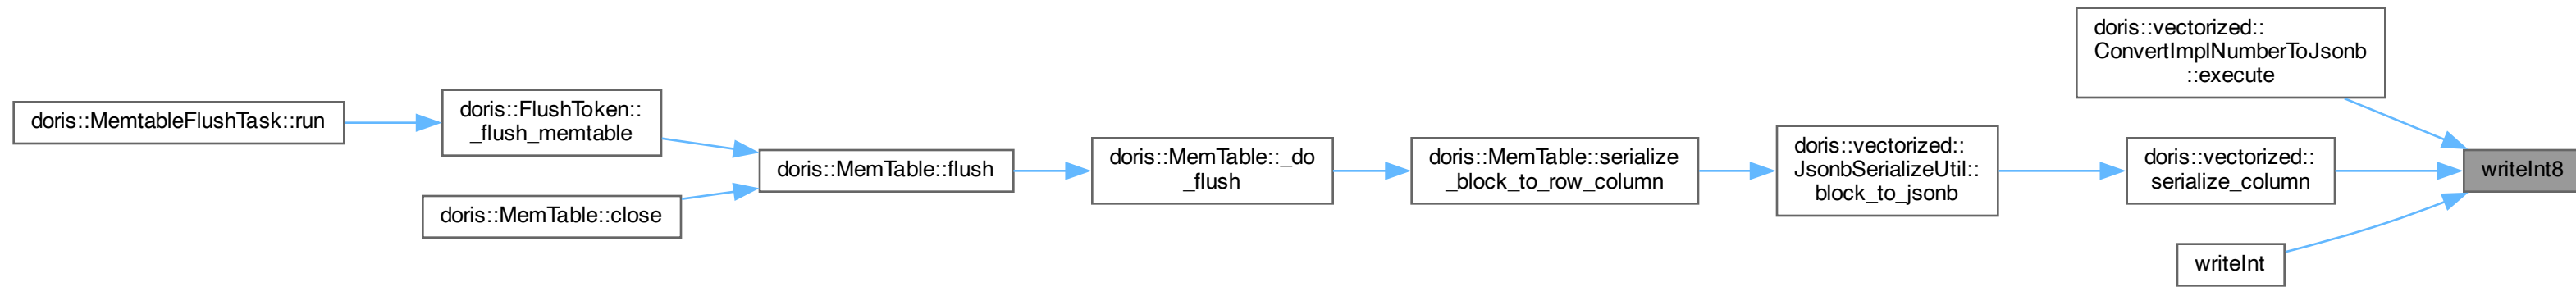 doris::MemtableFlushTask::run
doris::FlushToken::
_flush_memtable
doris::MemTable::close
doris::MemTable::flush
doris::MemTable::_do
_flush
doris::MemTable::serialize
_block_to_row_column
doris::vectorized::
JsonbSerializeUtil::
block_to_jsonb
doris::vectorized::
ConvertImplNumberToJsonb
::execute
doris::vectorized::
serialize_column
writeInt
writeInt8